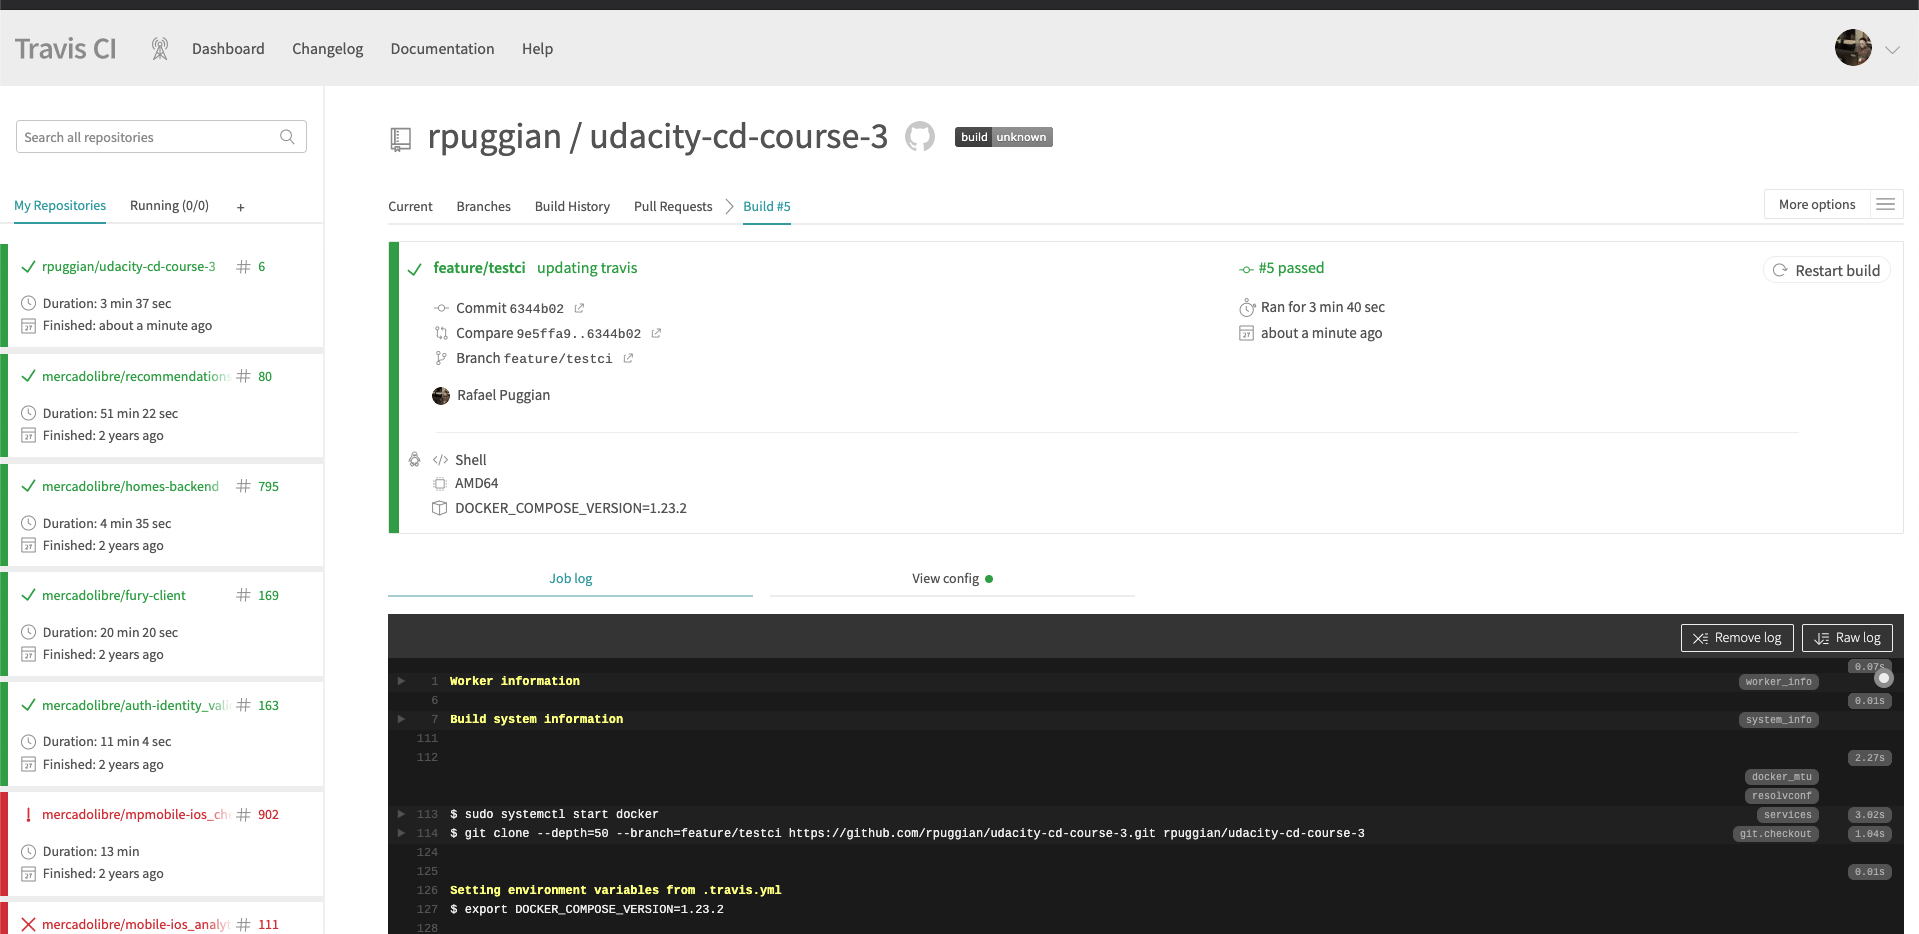 Travis CI
Dashboard
Changelog
Documentation
Help
Search all repositories
My Repositories
Running (0/0)
+
rpuggian/udacity-cd-course-3
6
Duration: 3 min 37 sec
Finished: about a minute ago
mercadolibre/recommendations
80
Duration: 51 min 22 sec
Finished: 2 years ago
mercadolibre/homes-backend
795
Duration: 4 min 35 sec
Finished: 2 years ago
mercadolibre/fury-client
169
Duration: 20 min 20 sec
Finished: 2 years ago
mercadolibre/auth-identity_vali
163
Duration: 11 min 4 sec
Finished: 2 years ago
mercadolibre/mpmobile-ios_ch
902
Duration: 13 min
Finished: 2 years ago
mercadolibre/mobile-ios_analy
111
rpuggian / udacity-cd-course-3
build unknown
Current
Branches
Build History
Pull Requests
Build #5
More options
feature/testci updating travis
Commit 6344b02
Compare 9e5ffa9..6344b02
Branch feature/testci
Rafael Puggian
#5 passed
Ran for 3 min 40 sec
about a minute ago
Restart build
Shell
AMD64
DOCKER_COMPOSE_VERSION=1.23.2
Job log
View config
Remove log
Raw log
0.07s
1 Worker information worker_info
6 0.01s
7 Build system information system_info
111
112 2.27s
docker_mtu
resolvconf
113 $ sudo systemctl start docker services 3.02s
114 $ git clone --depth=50 --branch=feature/testci https://github.com/rpuggian/udacity-cd-course-3.git rpuggian/udacity-cd-course-3 git.checkout 1.04s
124
125 0.01s
126 Setting environment variables from .travis.yml
127 $ export DOCKER_COMPOSE_VERSION=1.23.2
128